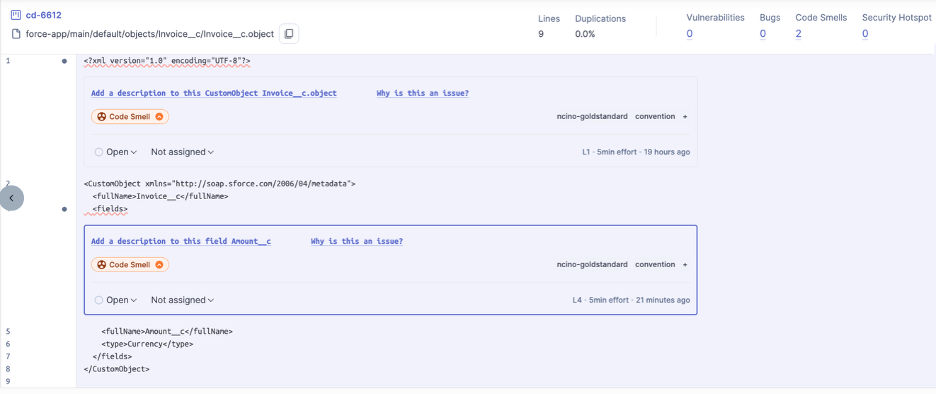 cd-6612
force-app/main/default/objects/Invoice__c/Invoice__c.object
Lines Duplications Vulnerabilities Bugs Code Smells Security Hotspot
9 0.0% 0 0 2 0
1 <?xml version="1.0" encoding="UTF-8"?>
Add a description to this CustomObject Invoice__c.object Why is this an issue?
Code Smell ncino-goldstandard convention +
Open Not assigned L1 · 5min effort · 19 hours ago
2 <CustomObject xmlns="http://soap.sforce.com/2006/04/metadata">
<fullName>Invoice__c</fullName>
<fields>
Add a description to this field Amount__c Why is this an issue?
Code Smell ncino-goldstandard convention +
Open Not assigned L4 · 5min effort · 21 minutes ago
5 <fullName>Amount__c</fullName>
6 <type>Currency</type>
7 </fields>
8 </CustomObject>
9